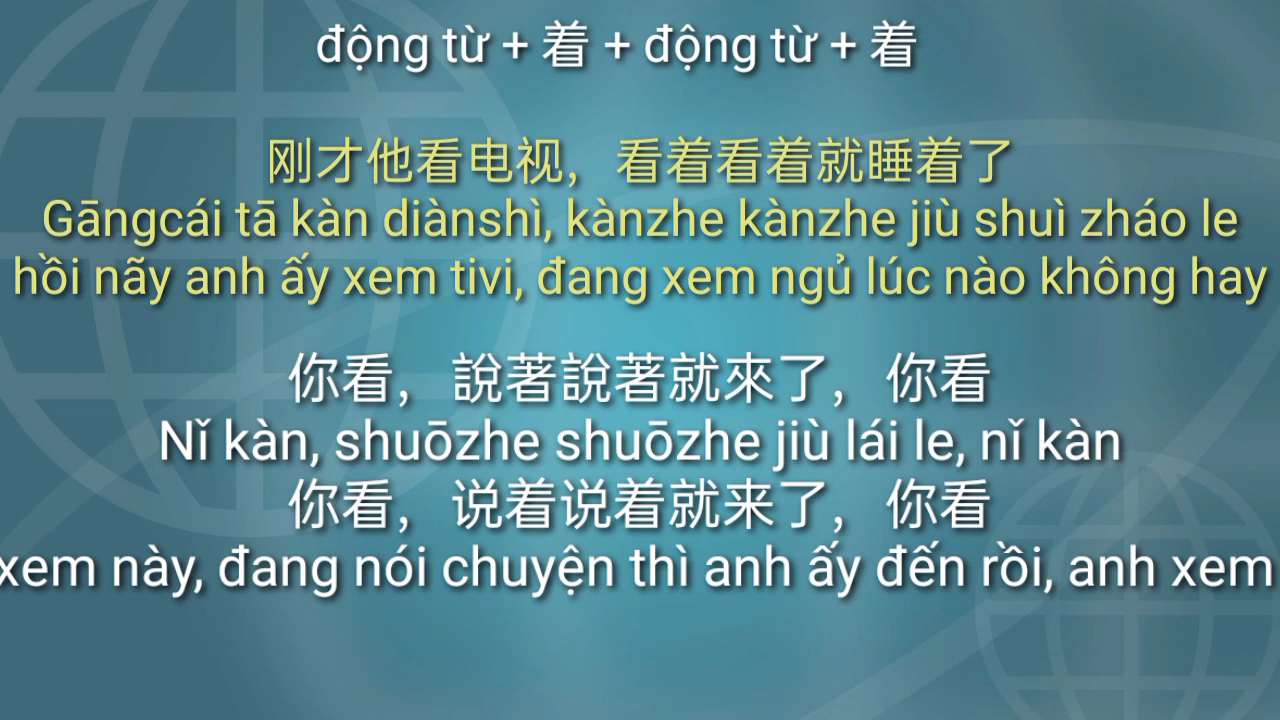 động từ + 着 + động từ + 着
刚才他看电视，看着看着就睡着了
Gāngcái tā kàn diànshì, kànzhe kànzhe jiù shuì zháo le
hồi nãy anh ấy xem tivi, đang xem ngủ lúc nào không hay
你看，說著說著就來了，你看
Nǐ kàn, shuōzhe shuōzhe jiù lái le, nǐ kàn
你看，说着说着就来了，你看
xem này, đang nói chuyện thì anh ấy đến rồi, anh xem